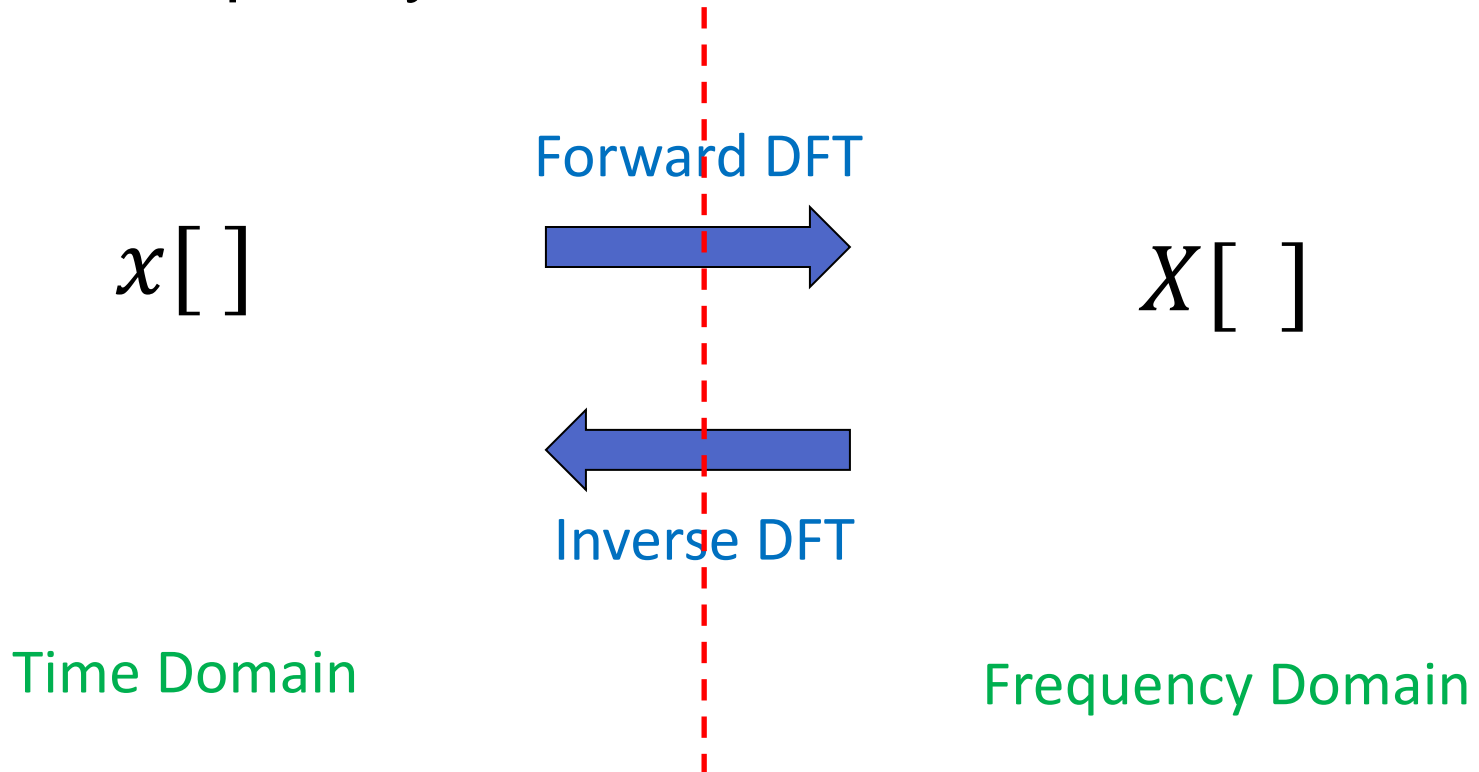 Forward DFT
x[ ]
X[ ]
Inverse DFT
Time Domain
Frequency Domain